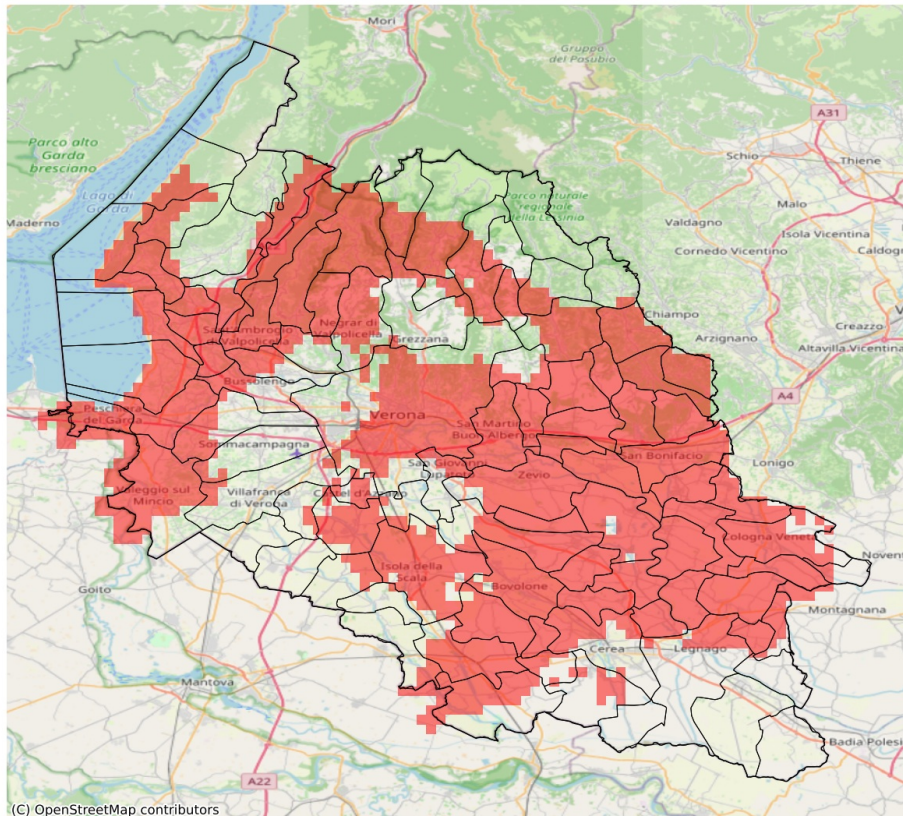 Mori
Gruppo
del Pasubio
A31
Parco alto
Garda
bresciano
Schio
Thiene
Lago di
Garda
Parco naturale
regionale
della Lessinia
Malo
Maderno
Valdagno
Isola Vicentina
Cornedo Vicentino
Caldogn
Chiampo
Sant'Ambrogio
di Valpolicella
Negrar di
Valpolicella
Grezzana
Creazzo
Arzignano
Altavilla Vicentina
Bussolengo
A4
Peschiera
del Garda
Verona
San Martino
Buon Albergo
Sommacampagna
San Bonifacio
San Giovanni
Lupatoto
Zevio
Lonigo
Valeggio sul
Mincio
Villafranca
di Verona
Castel d'Azzano
Cologna Veneta
Novent
Goito
Isola della
Scala
Bovolone
Montagnana
Cerea
Legnago
Mantova
Badia Polesi
A22
(C) OpenStreetMap contributors